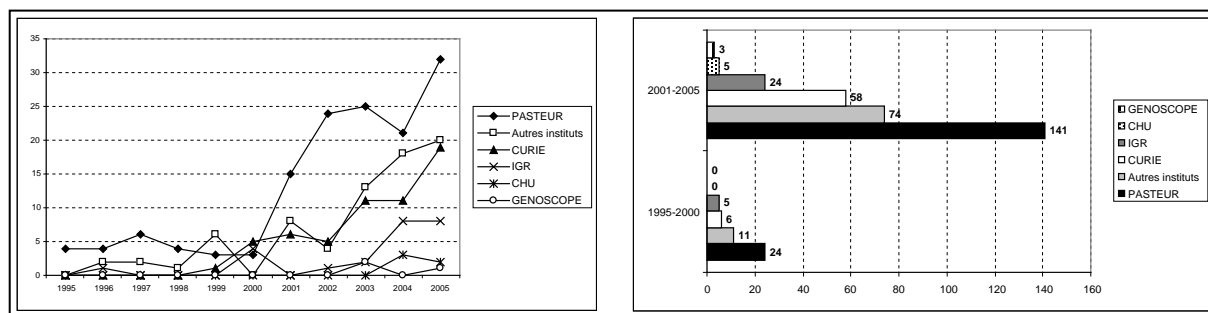 35
30
25
20
15
10
5
0
1995 1996 1997 1998 1999 2000 2001 2002 2003 2004 2005
PASTEUR
Autres instituts
CURIE
IGR
CHU
GENOSCOPE
2001-2005
1995-2000
3
5
24
58
74
141
0
0
5
6
11
24
0 20 40 60 80 100 120 140 160
GENOSCOPE
CHU
IGR
CURIE
Autres instituts
PASTEUR